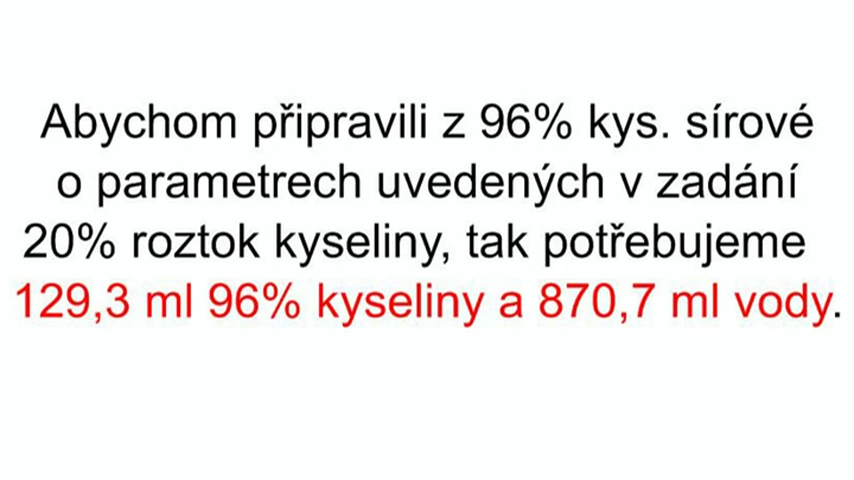 Abychom připravili z 96% kys. sírové
o parametrech uvedených v zadání
20% roztok kyseliny, tak potřebujeme
129,3 ml 96% kyseliny a 870,7 ml vody.